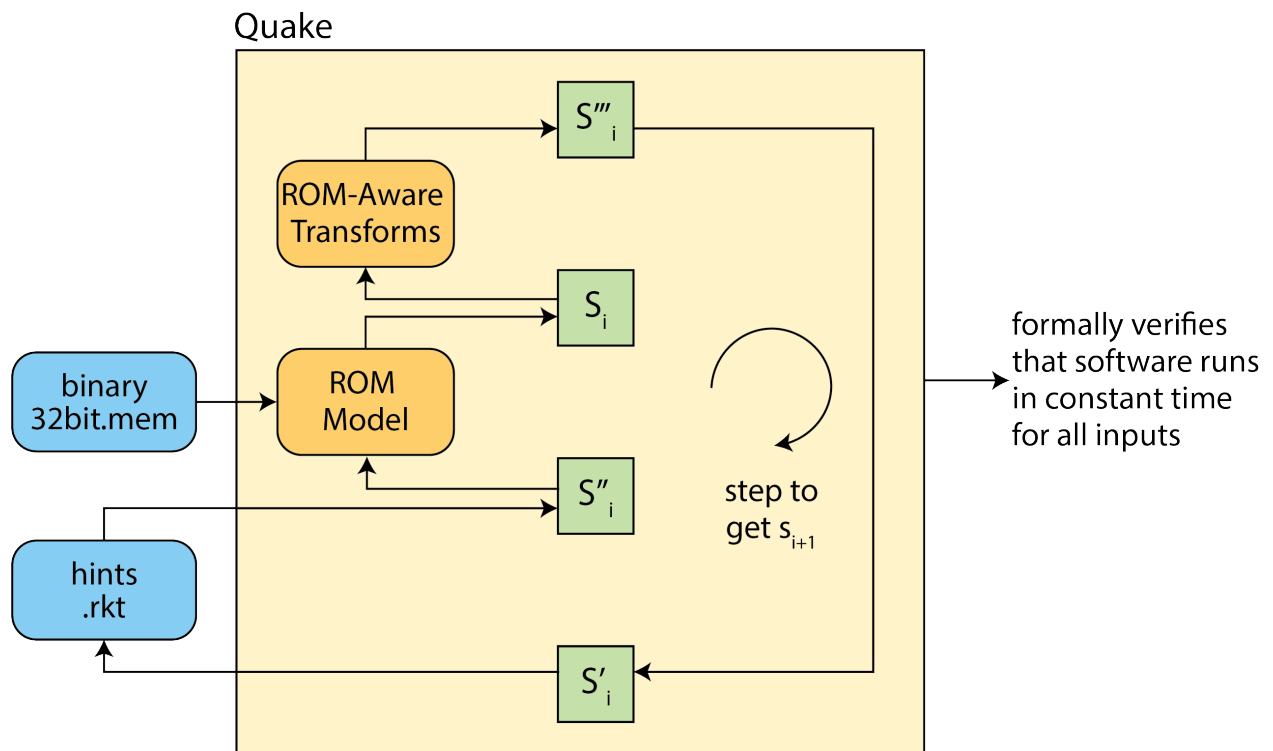 Quake
S‴i
ROM-Aware
Transforms
Si
ROM
Model
binary
32bit.mem
formally verifies
that software runs
in constant time
for all inputs
S″i
step to
get si+1
hints
.rkt
S′i